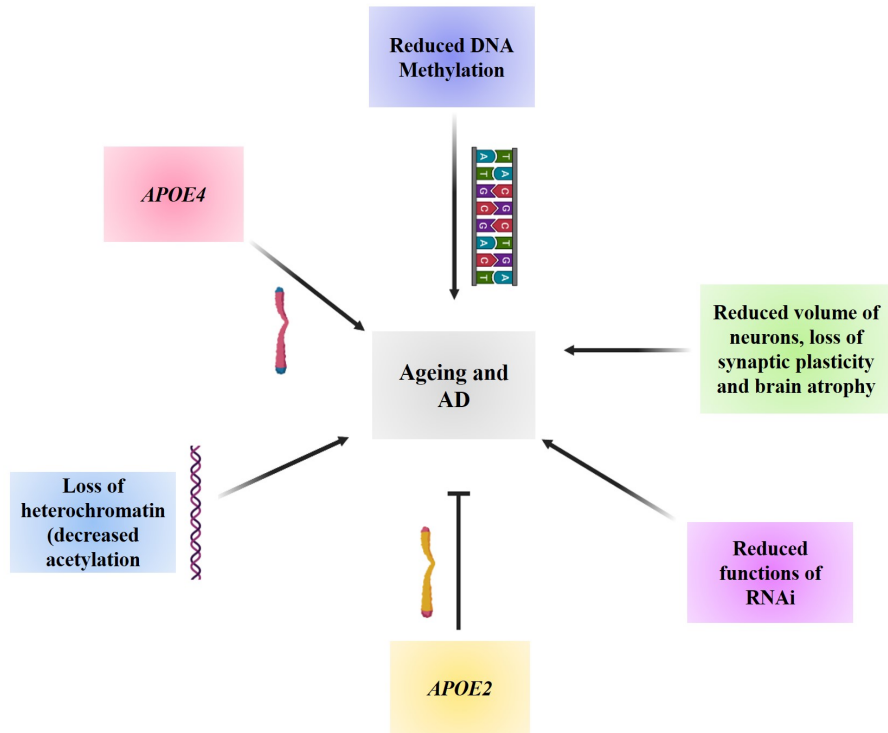 Reduced DNA
Methylation
APOE4
A T
T A
G C
C G
G C
A T
C G
T A
Reduced volume of
neurons, loss of
synaptic plasticity
and brain atrophy
Ageing and
AD
Loss of
heterochromatin
(decreased
acetylation
Reduced
functions of
RNAi
APOE2